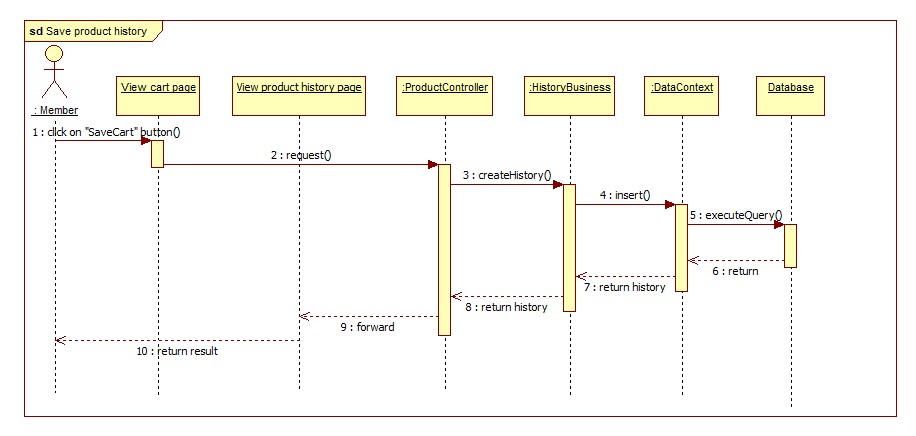 sd Save product history
View cart page
View product history page
:ProductController
:HistoryBusiness
:DataContext
Database
: Member
1 : click on "SaveCart" button()
2 : request()
3 : createHistory()
4 : insert()
5 : executeQuery()
6 : return
7 : return history
8 : return history
9 : forward
10 : return result